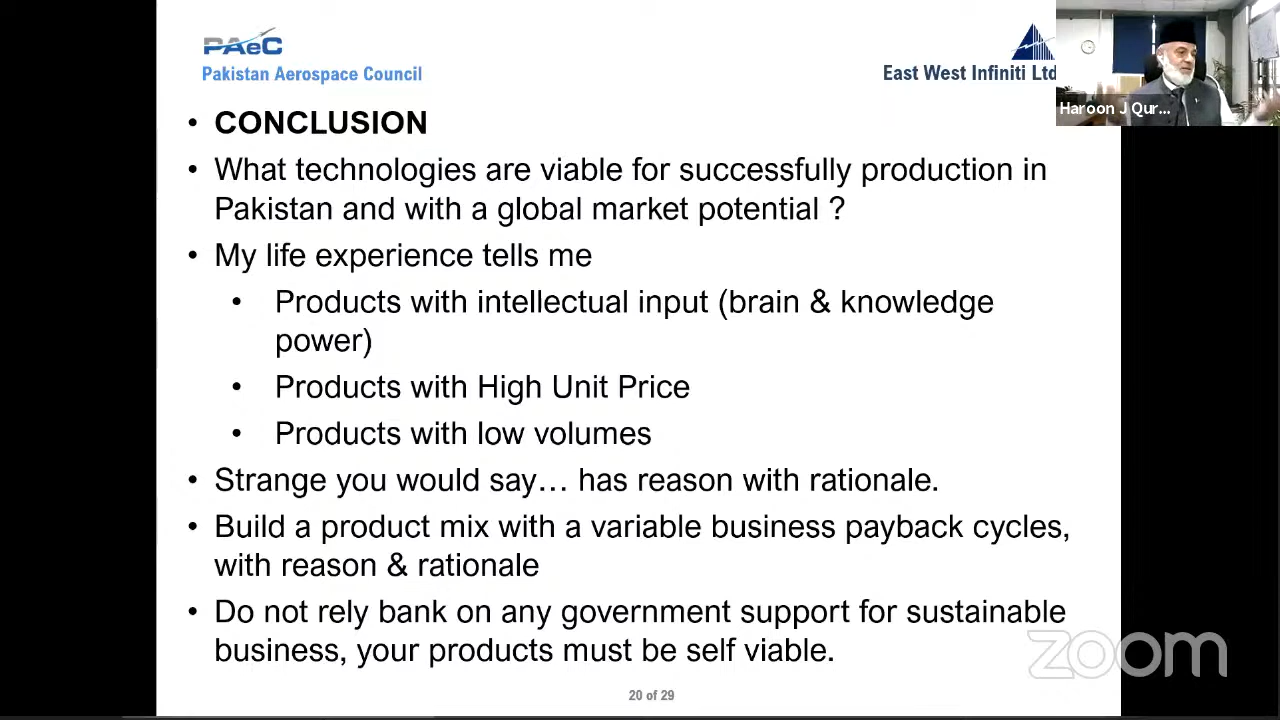 PAeC
Pakistan Aerospace Council
East West Infiniti Ltd
Haroon J Qur...
• CONCLUSION
• What technologies are viable for successfully production in
Pakistan and with a global market potential ?
• My life experience tells me
• Products with intellectual input (brain & knowledge
power)
• Products with High Unit Price
• Products with low volumes
• Strange you would say… has reason with rationale.
• Build a product mix with a variable business payback cycles,
with reason & rationale
• Do not rely bank on any government support for sustainable
business, your products must be self viable.
zoom
20 of 29